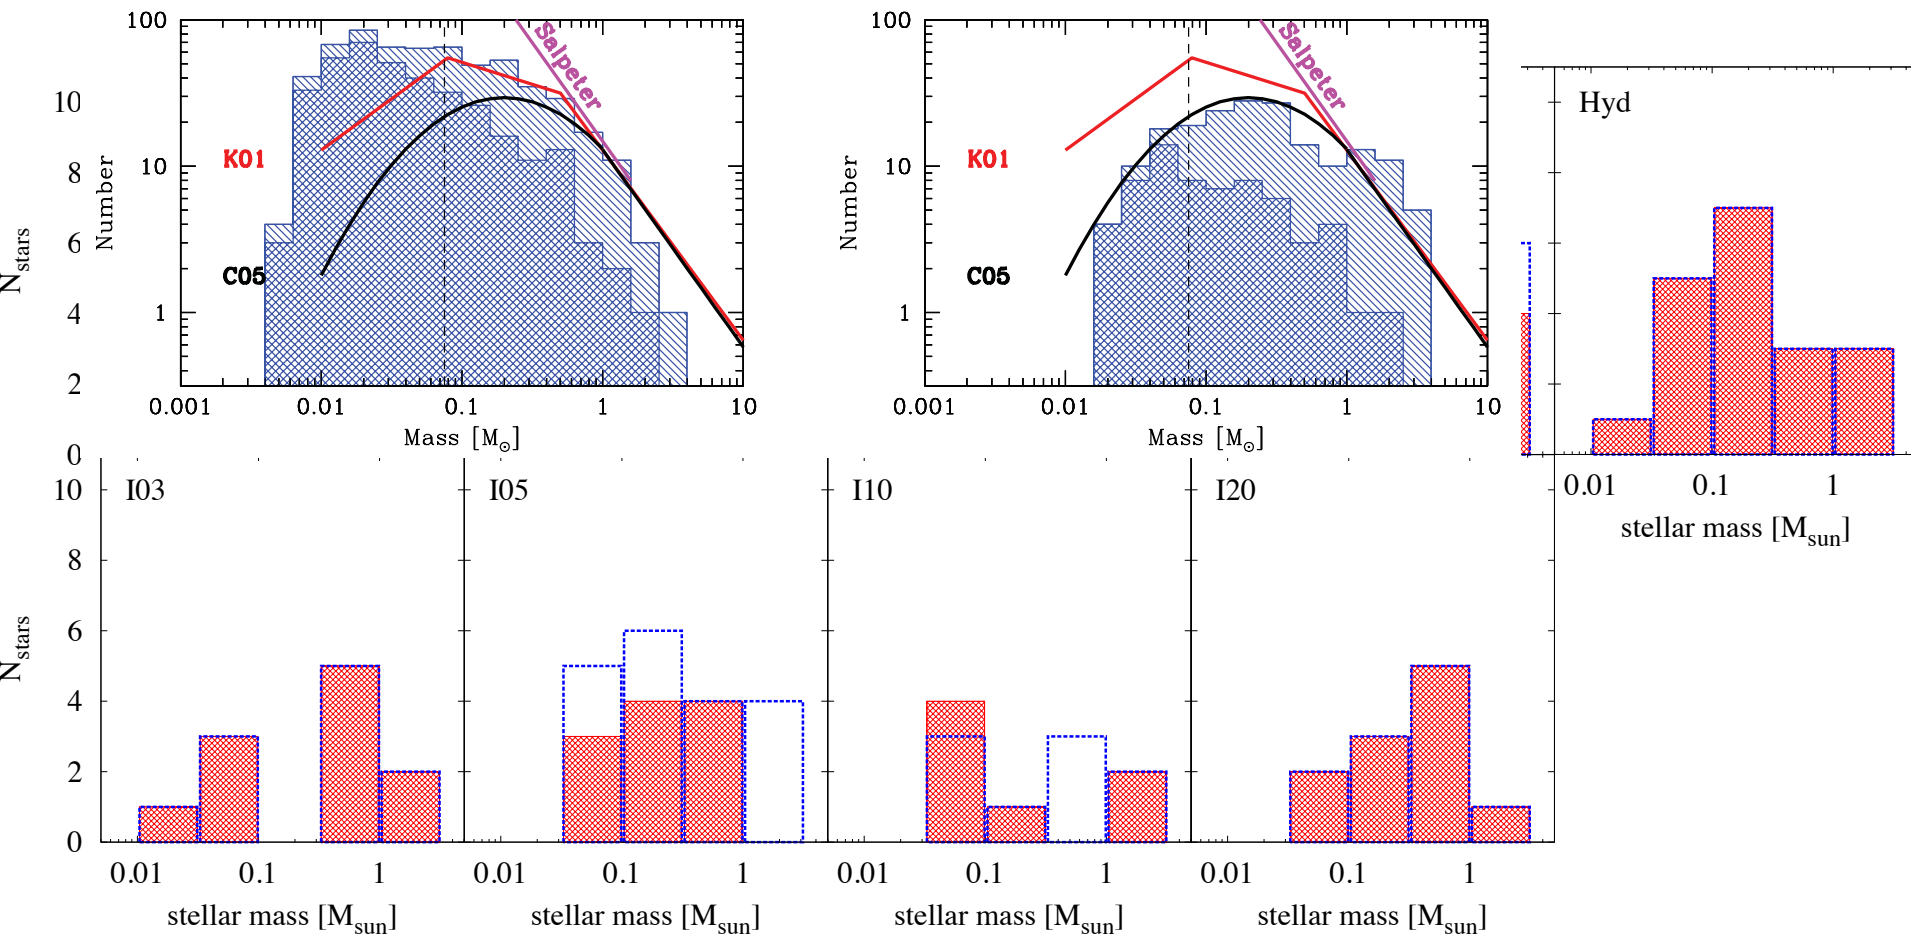 100
10
1
Number
Salpeter
K01
C05
0.001 0.01 0.1 1 10
Mass [M⊙]
100
10
1
Number
Salpeter
K01
C05
0.001 0.01 0.1 1 10
Mass [M⊙]
10
8
6
4
2
0
Nstars
Hyd
0.01 0.1 1
stellar mass [Msun]
10
8
6
4
2
0
Nstars
I03
I05
I10
I20
0.01 0.1 1
0.01 0.1 1
0.01 0.1 1
0.01 0.1 1
stellar mass [Msun]
stellar mass [Msun]
stellar mass [Msun]
stellar mass [Msun]